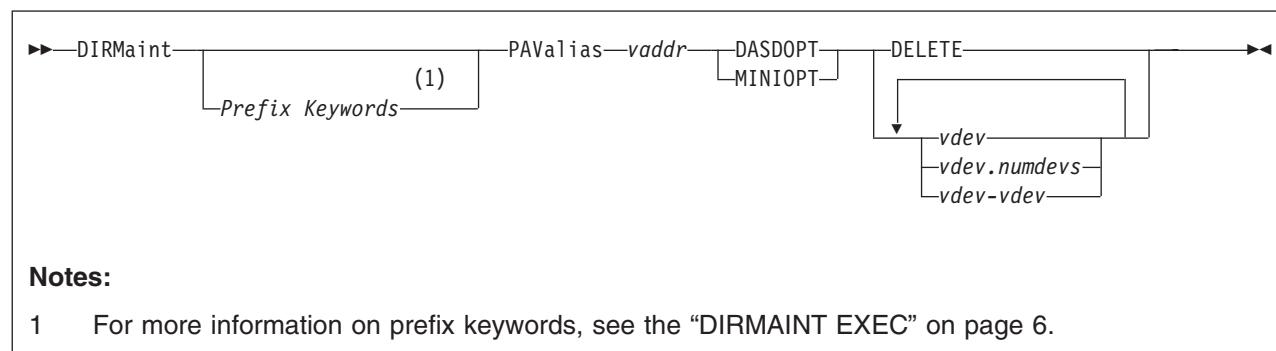 DIRMaint PAValias vaddr DASDOPT DELETE
(1) MINIOPT
Prefix Keywords
vdev
vdev.numdevs
vdev-vdev
Notes:
1 For more information on prefix keywords, see the “DIRMAINT EXEC” on page 6.